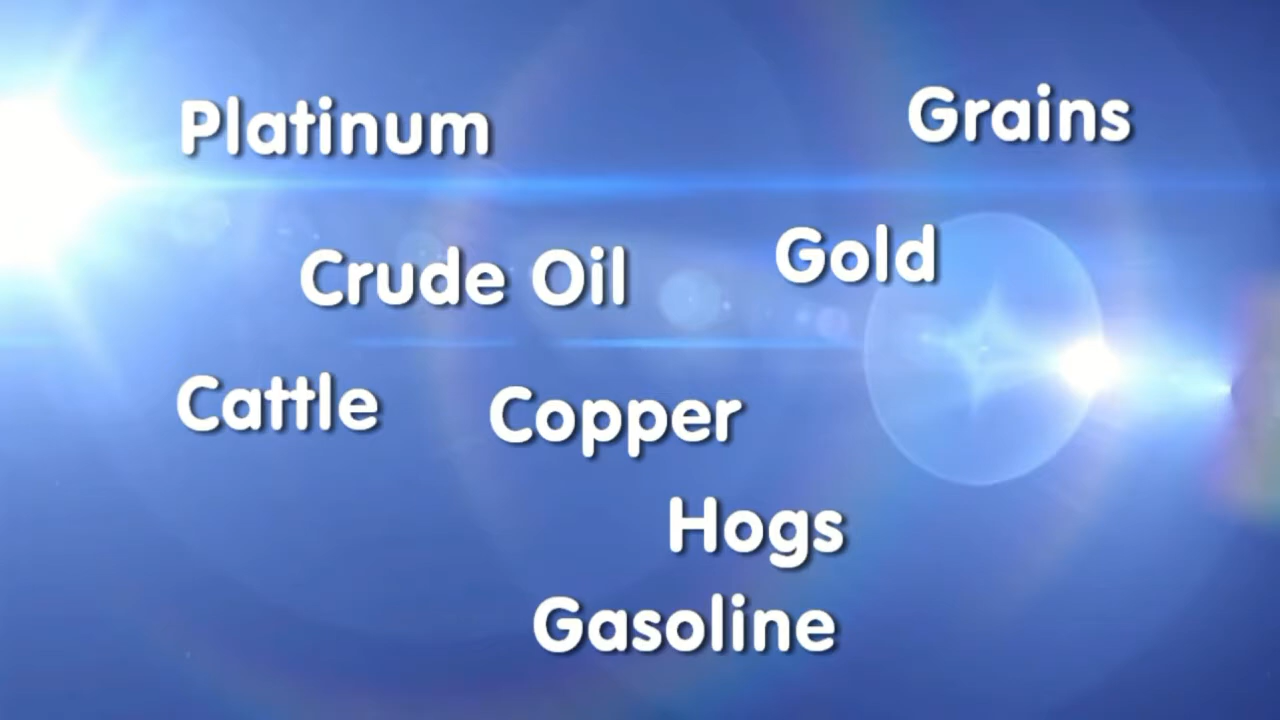 Platinum
Grains
Crude Oil
Gold
Cattle
Copper
Hogs
Gasoline